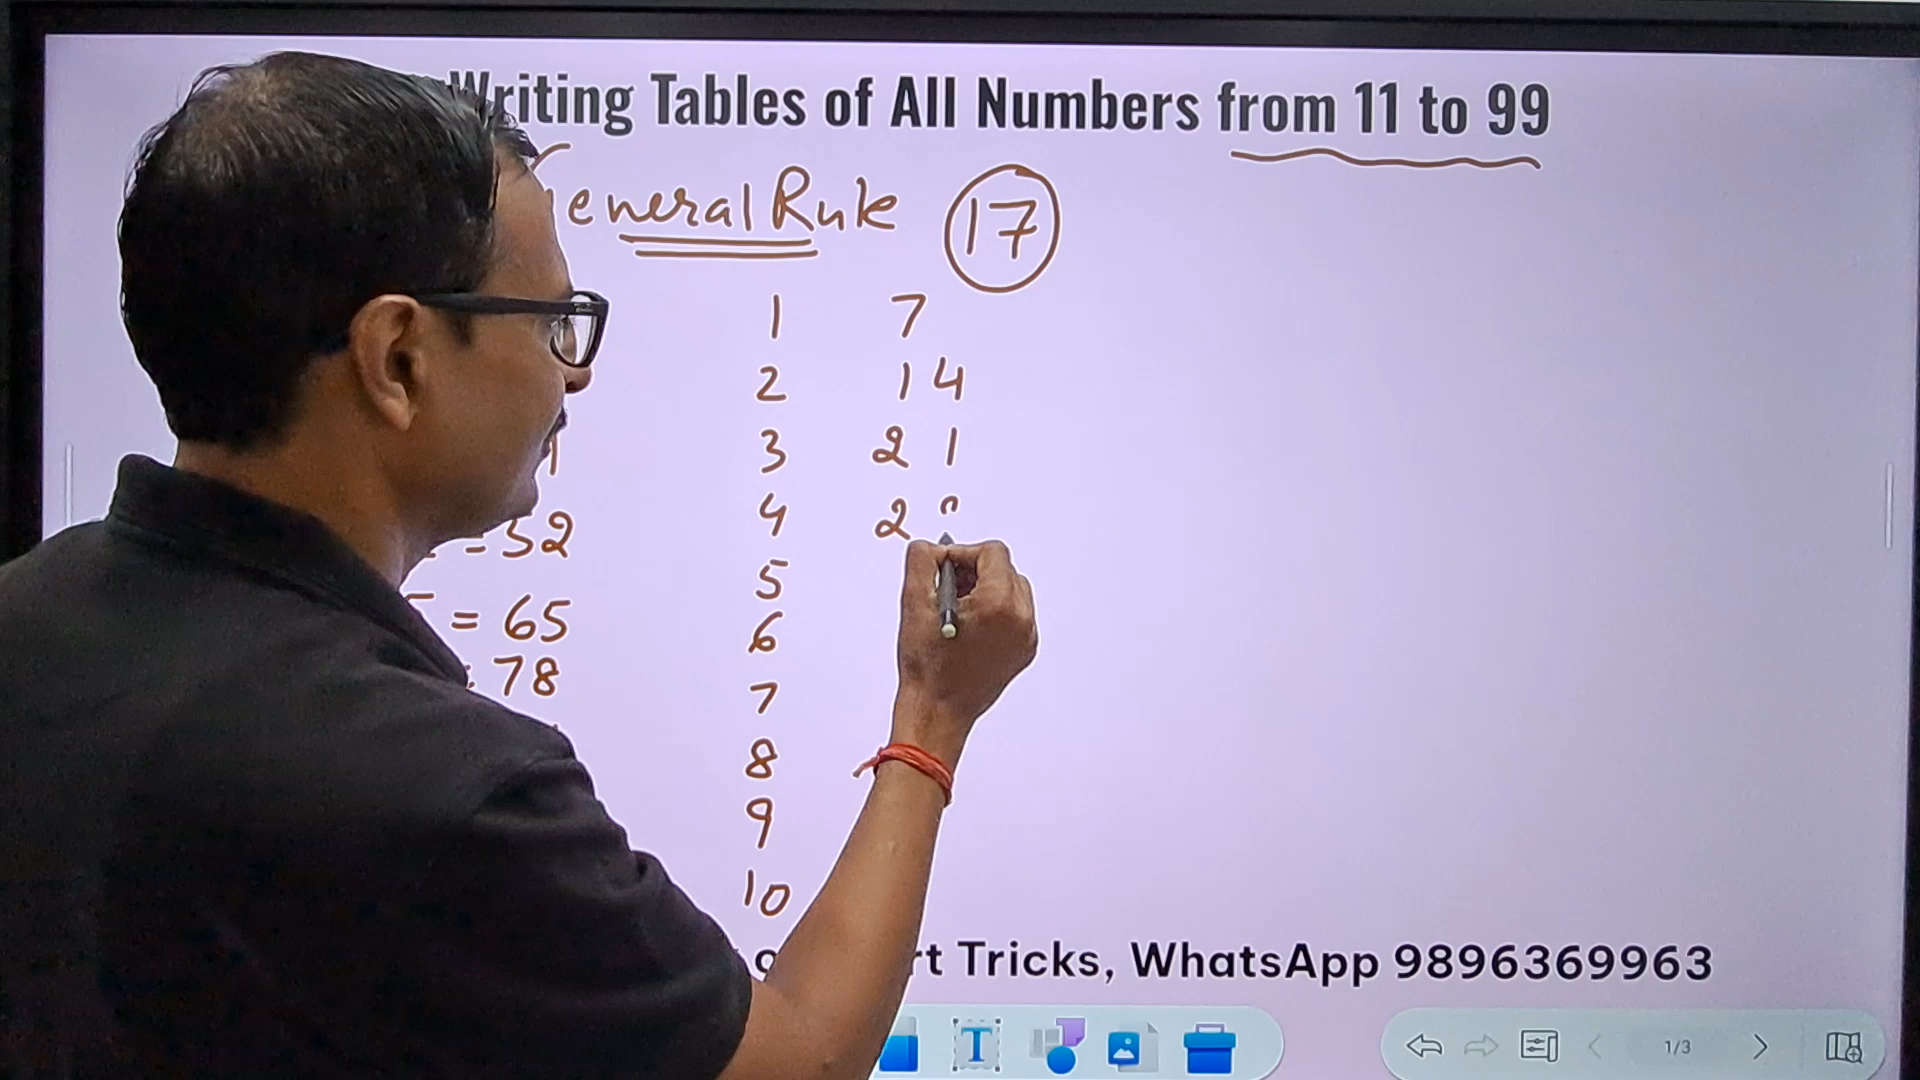 Writing Tables of All Numbers from 11 to 99
General Rule 17
1 7
2 14
3 21
= 52 4 2
= 65 5
= 78 6
7
8
9
10
rt Tricks, WhatsApp 9896369963
T
1/3